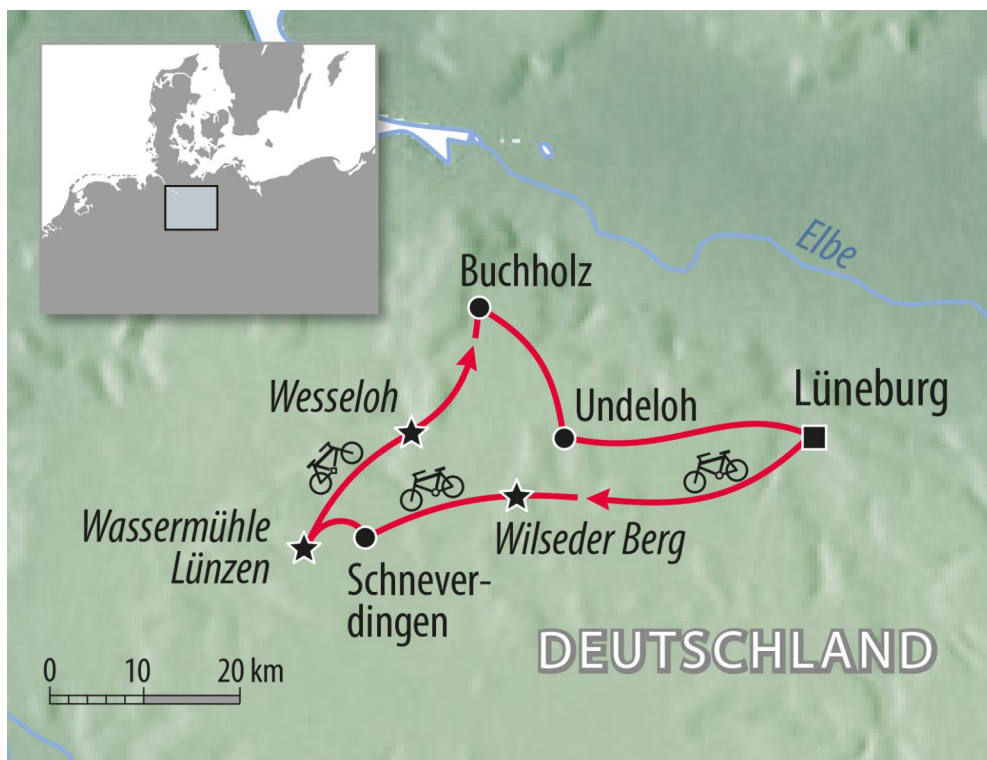 Elbe
Buchholz
Wesseloh
Undeloh
Lüneburg
Wassermühle
Lünzen
Wilseder Berg
Schnever-
dingen
DEUTSCHLAND
0 10 20 km